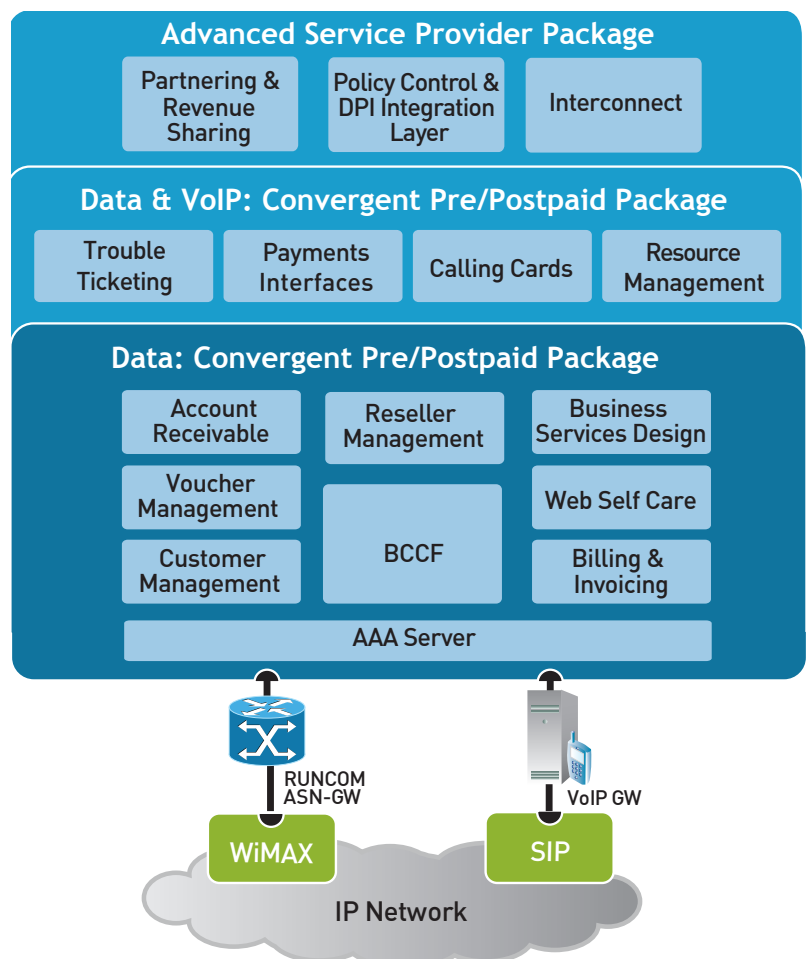 Advanced Service Provider Package
Partnering &
Revenue
Sharing
Policy Control &
DPI Integration
Layer
Interconnect
Data & VoIP: Convergent Pre/Postpaid Package
Trouble
Ticketing
Payments
Interfaces
Calling Cards
Resource
Management
Data: Convergent Pre/Postpaid Package
Account
Receivable
Reseller
Management
Business
Services Design
Voucher
Management
BCCF
Web Self Care
Customer
Management
Billing &
Invoicing
AAA Server
RUNCOM
ASN-GW
VoIP GW
WiMAX
SIP
IP Network